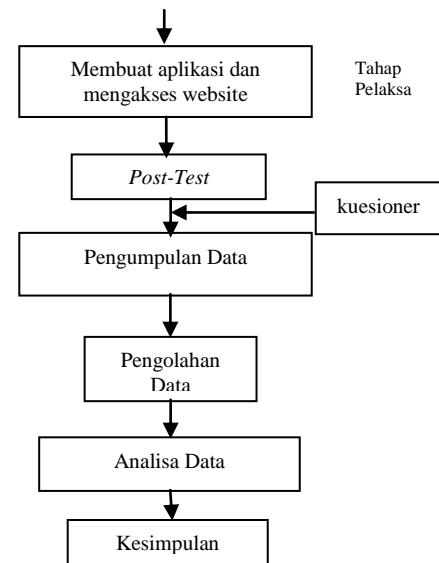 Membuat aplikasi dan
mengakses website
Tahap
Pelaksa
Post-Test
kuesioner
Pengumpulan Data
Pengolahan
Data
Analisa Data
Kesimpulan